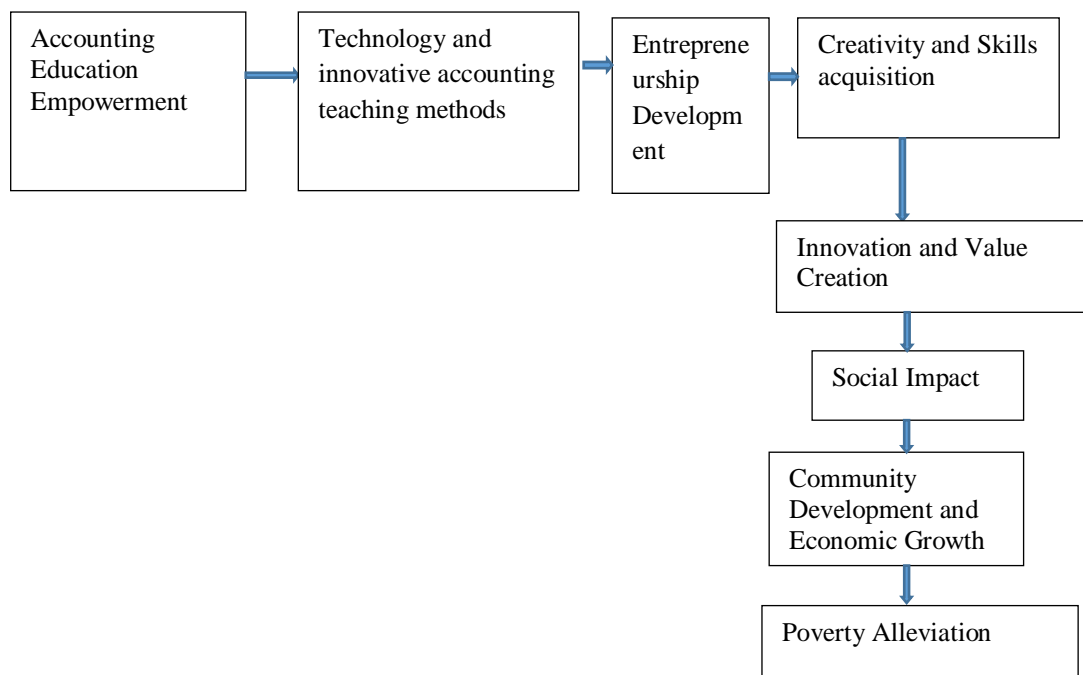 Accounting
Education
Empowerment
Technology and
innovative accounting
teaching methods
Entreprene
urship
Developm
ent
Creativity and Skills
acquisition
Innovation and Value
Creation
Social Impact
Community
Development and
Economic Growth
Poverty Alleviation